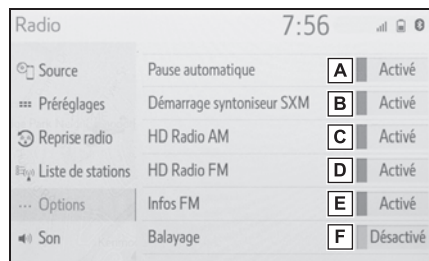 Radio 7:56
Source
Pause automatique A Activé
Préréglages
Démarrage syntoniseur SXM B Activé
Reprise radio
HD Radio AM C Activé
Liste de stations
HD Radio FM D Activé
... Options
Infos FM E Activé
Son
Balayage F Désactivé